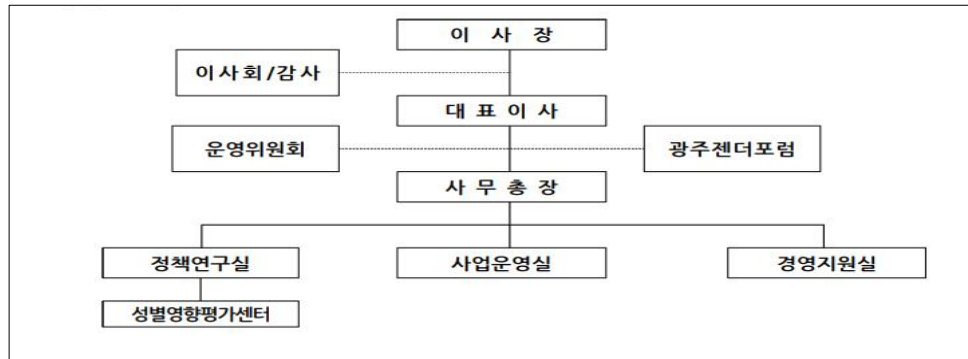 이 사 장
이사회/감사
대 표 이 사
운영위원회
광주젠더포럼
사 무 총 장
정책연구실
사업운영실
경영지원실
성별영향평가센터